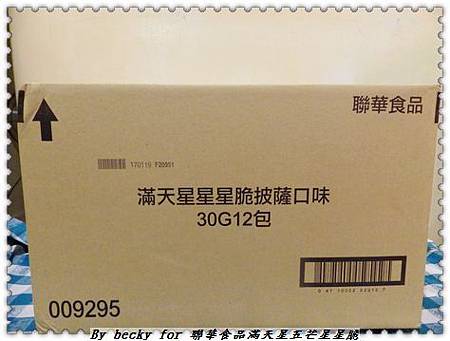 聯華食品
170119 F20951
滿天星星星脆披薩口味
30G12包
009295
By becky for 聯華食品滿天星五芒星星脆